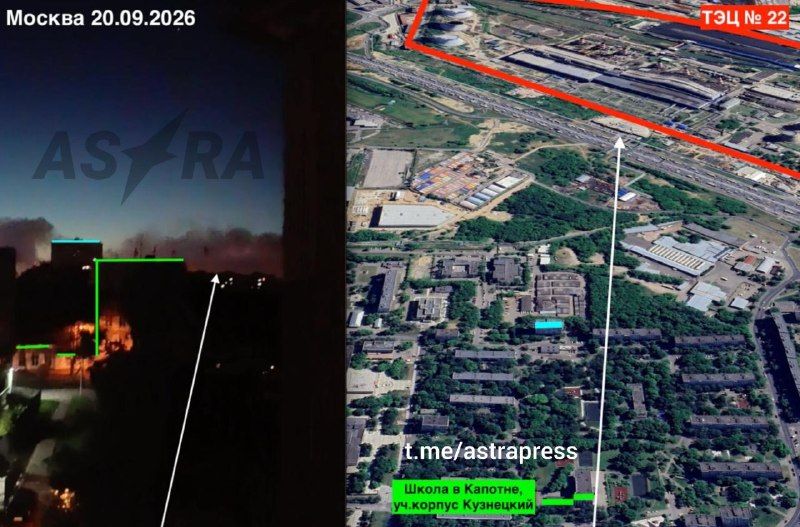 Москва 20.09.2026
ТЭЦ № 22
ASTRA
t.me/astrapress
Школа в Капотне,
уч.корпус Кузнецкий